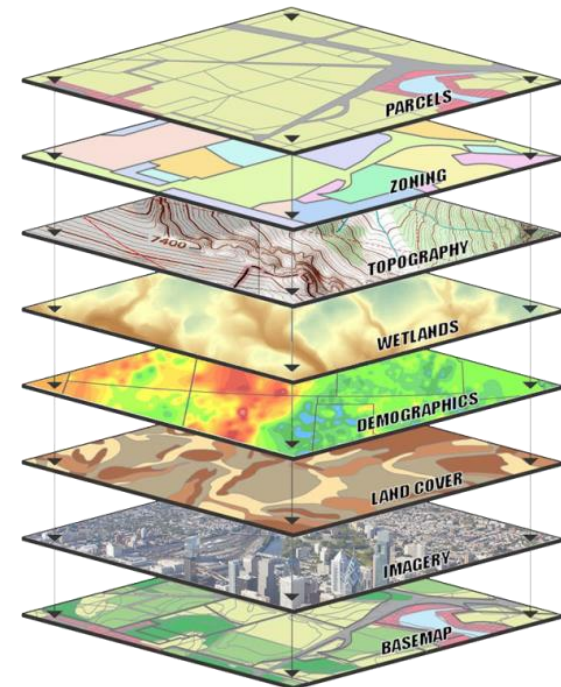 PARCELS
ZONING
7400
TOPOGRAPHY
WETLANDS
DEMOGRAPHICS
LAND COVER
IMAGERY
BASEMAP